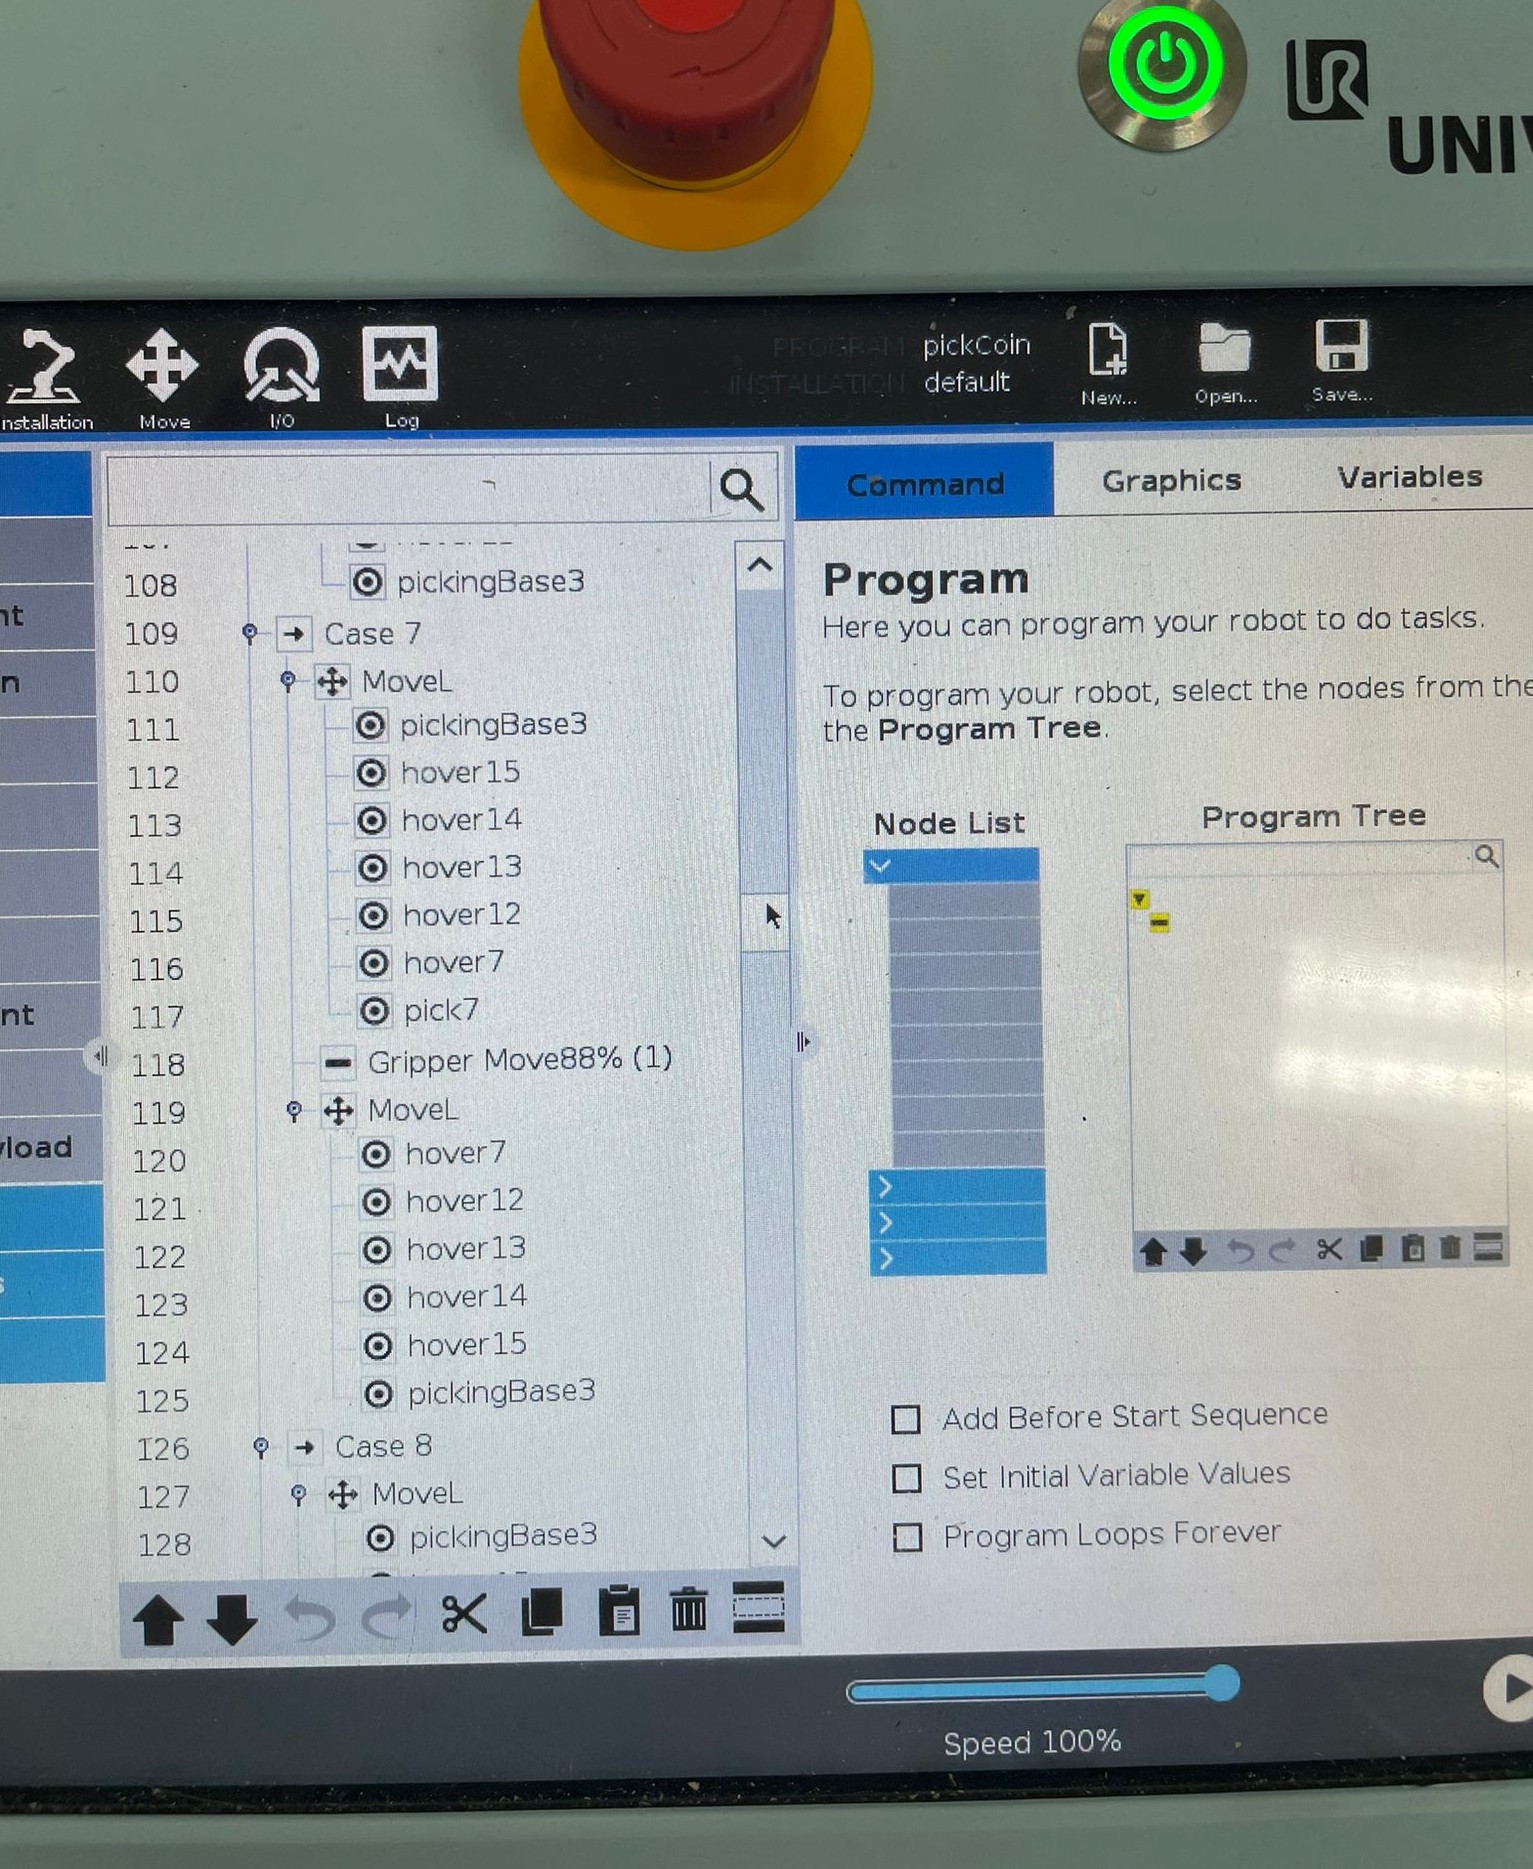 UNIV
PROGRAM pickCoin
INSTALLATION default
nstallation Move I/O Log New... Open... Save...
Command Graphics Variables
108 pickingBase3
109 Case 7
110 MoveL
111 pickingBase3
112 hover15
113 hover14
114 hover13
115 hover12
116 hover7
117 pick7
118 Gripper Move88% (1)
119 MoveL
120 hover7
121 hover12
122 hover13
123 hover14
124 hover15
125 pickingBase3
126 Case 8
127 MoveL
128 pickingBase3
nt
n
nt
yload
s
Program
Here you can program your robot to do tasks.
To program your robot, select the nodes from the
the Program Tree.
Node List Program Tree
Add Before Start Sequence
Set Initial Variable Values
Program Loops Forever
Speed 100%